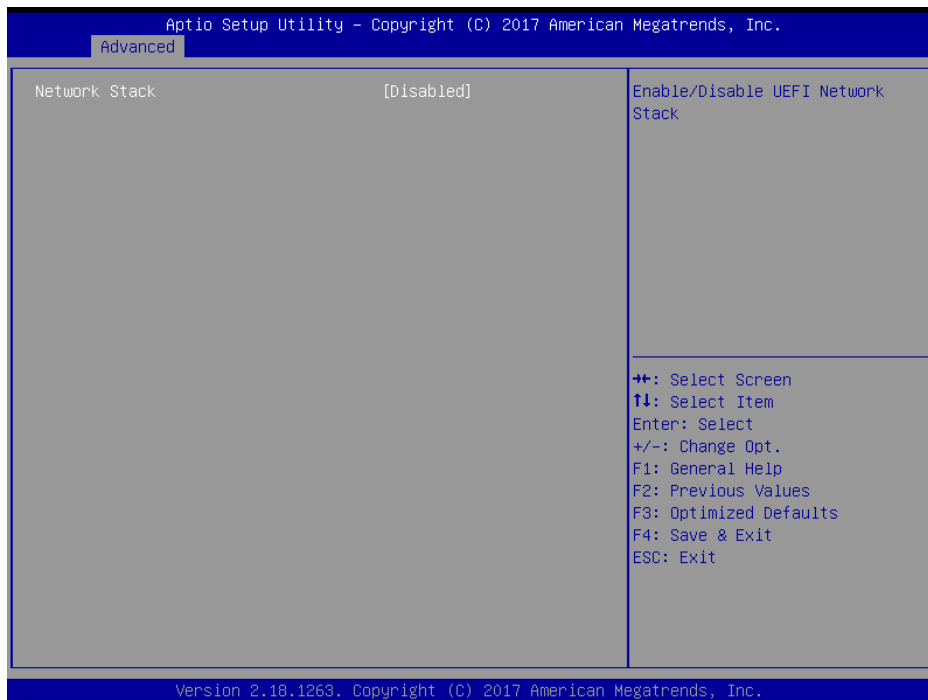 Aptio Setup Utility – Copyright (C) 2017 American Megatrends, Inc.
Advanced
Network Stack [Disabled]
Enable/Disable UEFI Network
Stack
→←: Select Screen
↑↓: Select Item
Enter: Select
+/-: Change Opt.
F1: General Help
F2: Previous Values
F3: Optimized Defaults
F4: Save & Exit
ESC: Exit
Version 2.18.1263. Copyright (C) 2017 American Megatrends, Inc.